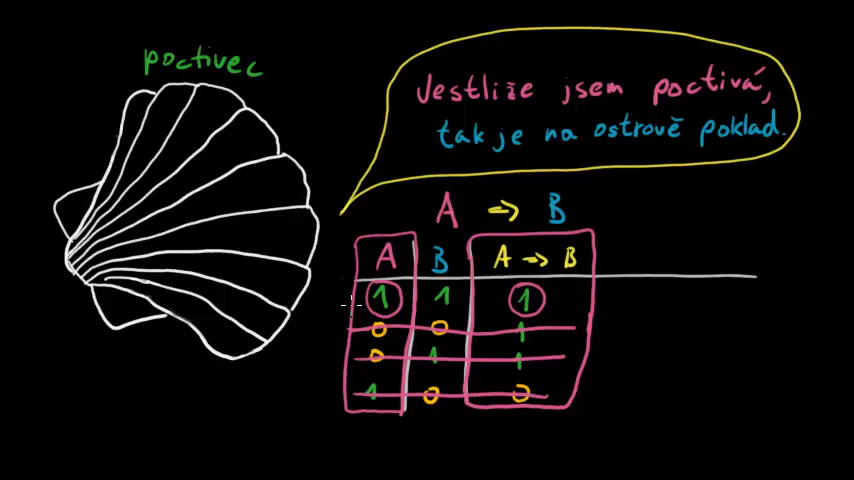 poctivec
Jestliže jsem poctivá,
tak je na ostrově poklad.
A → B
A B A → B
1 1 1
0 0 1
0 1 1
1 0 0